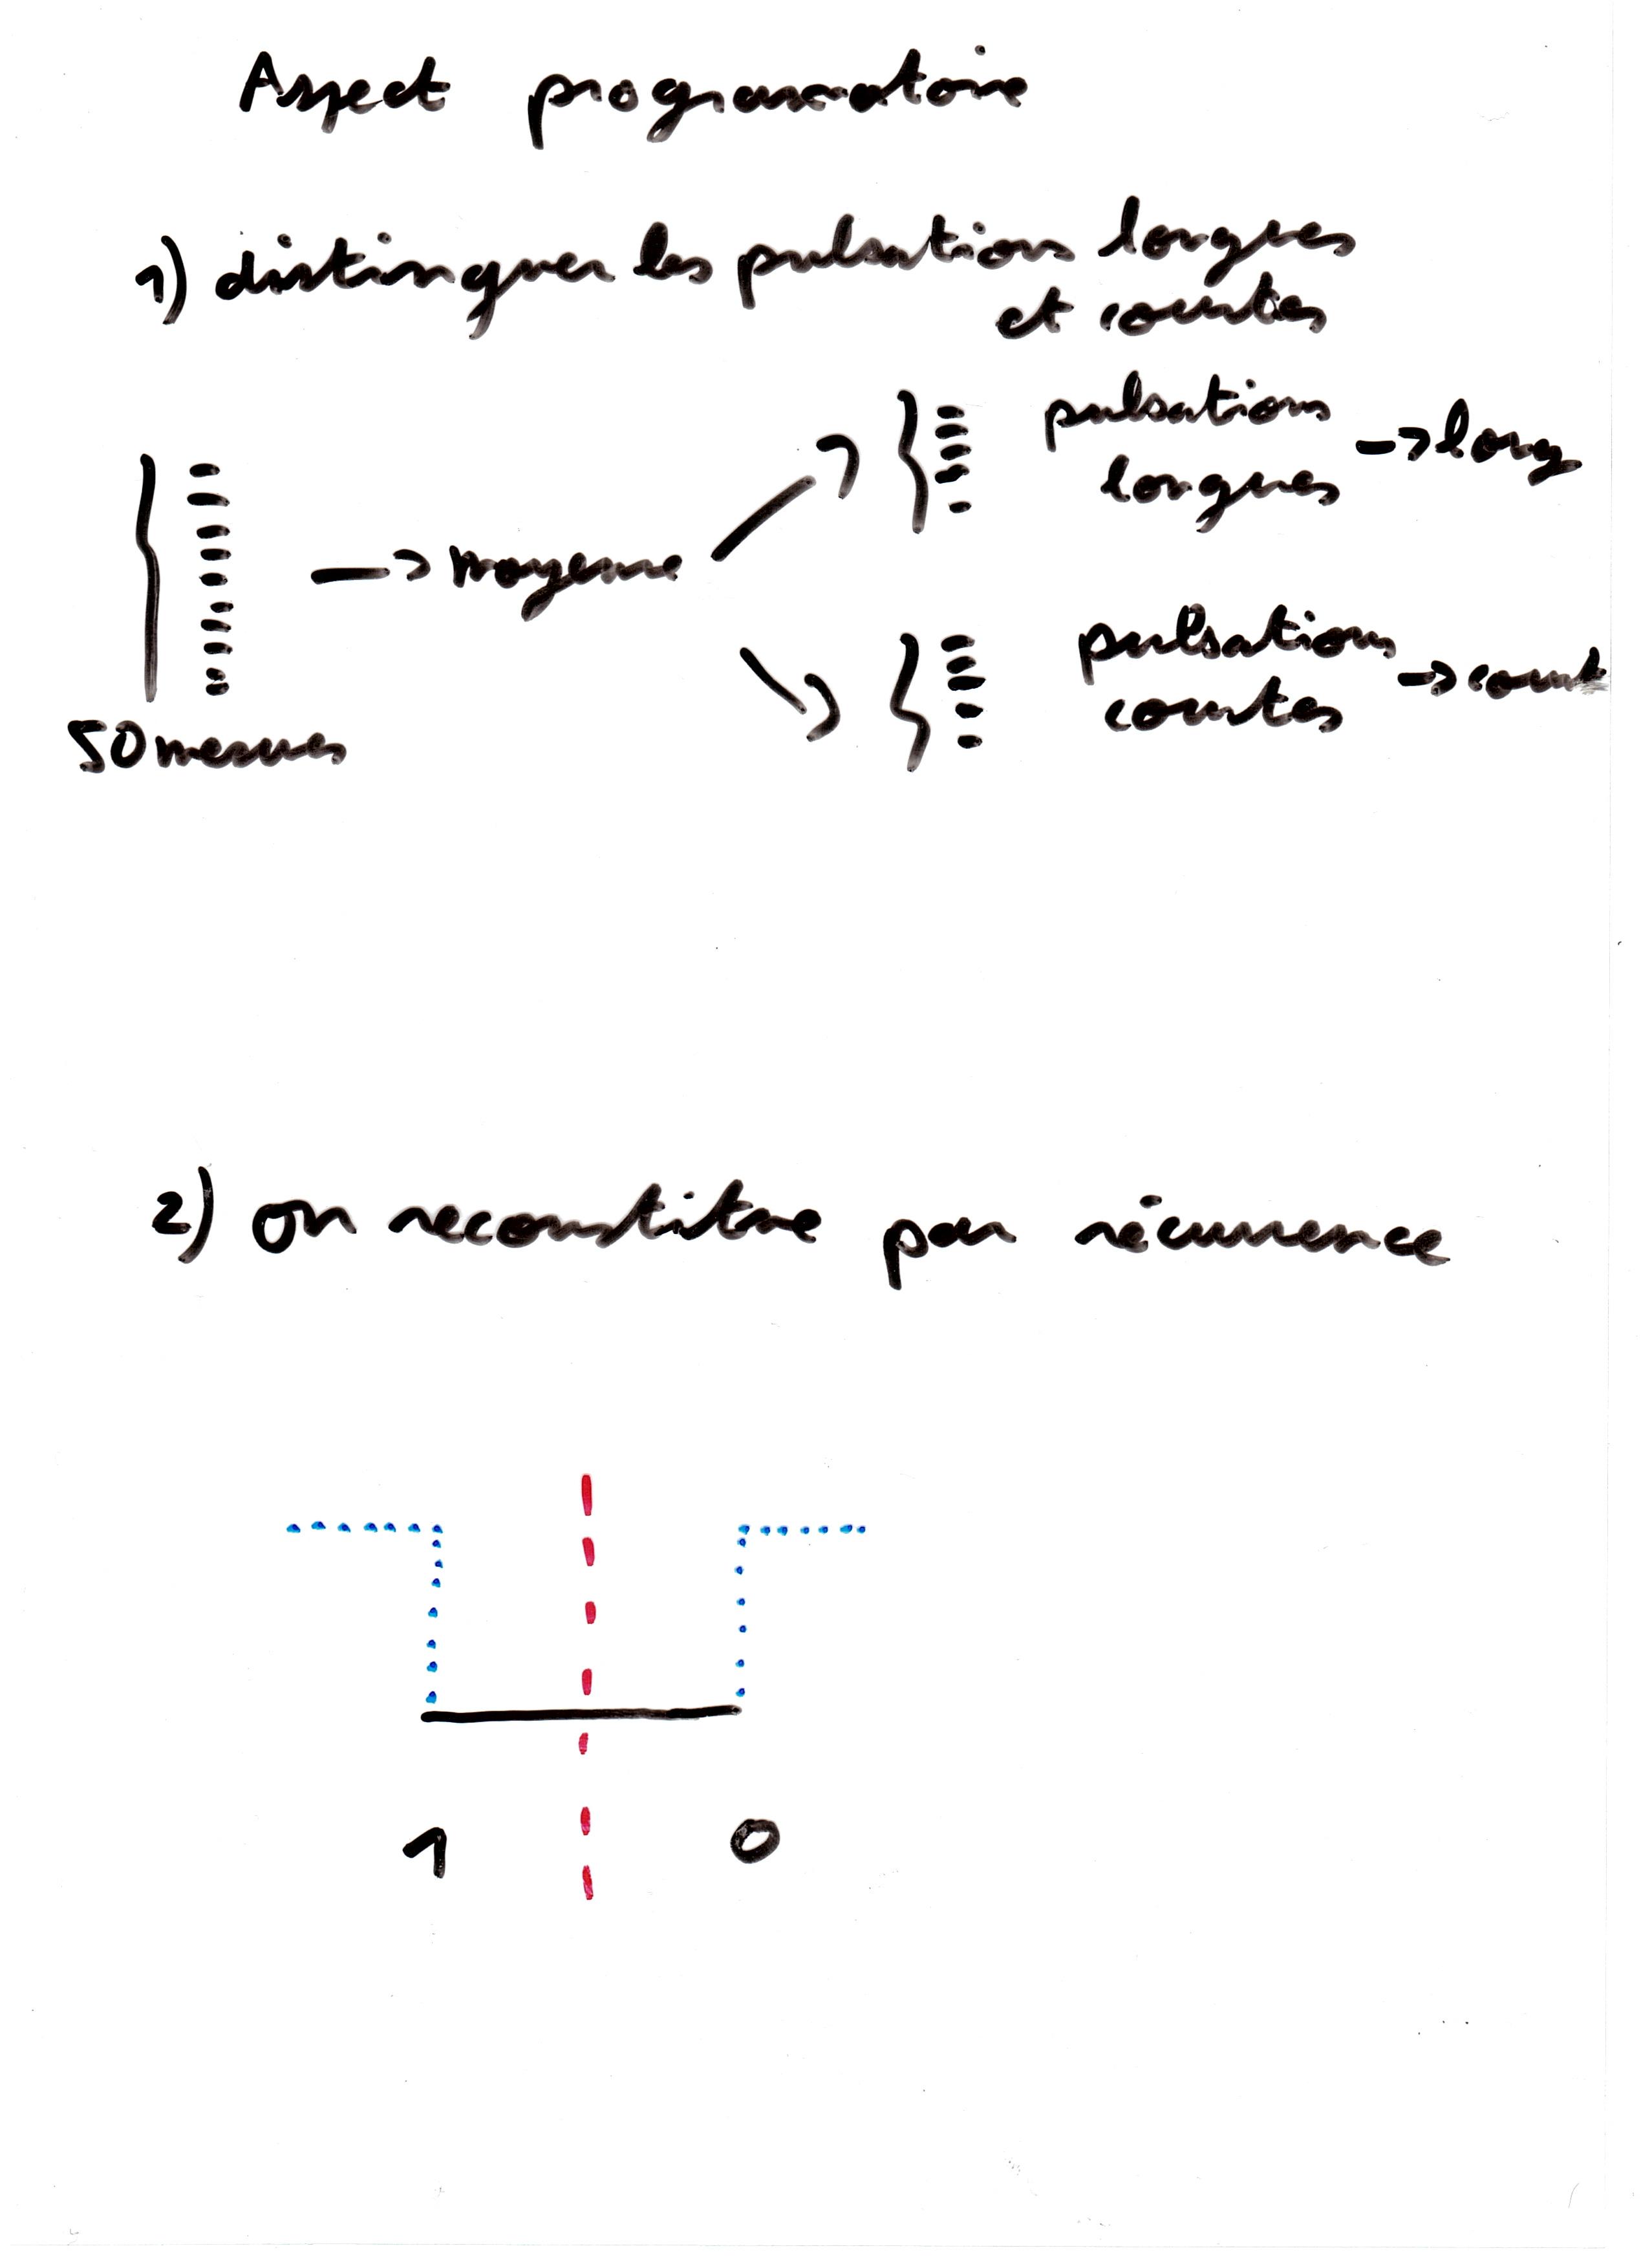 Aspect programmatoire
1) distinguer les pulsations longues
et courtes
pulsations
longues
→ long
→ moyenne
50 mesures
pulsations
courtes
→ court
2) on reconstitue par récurrence
1 0